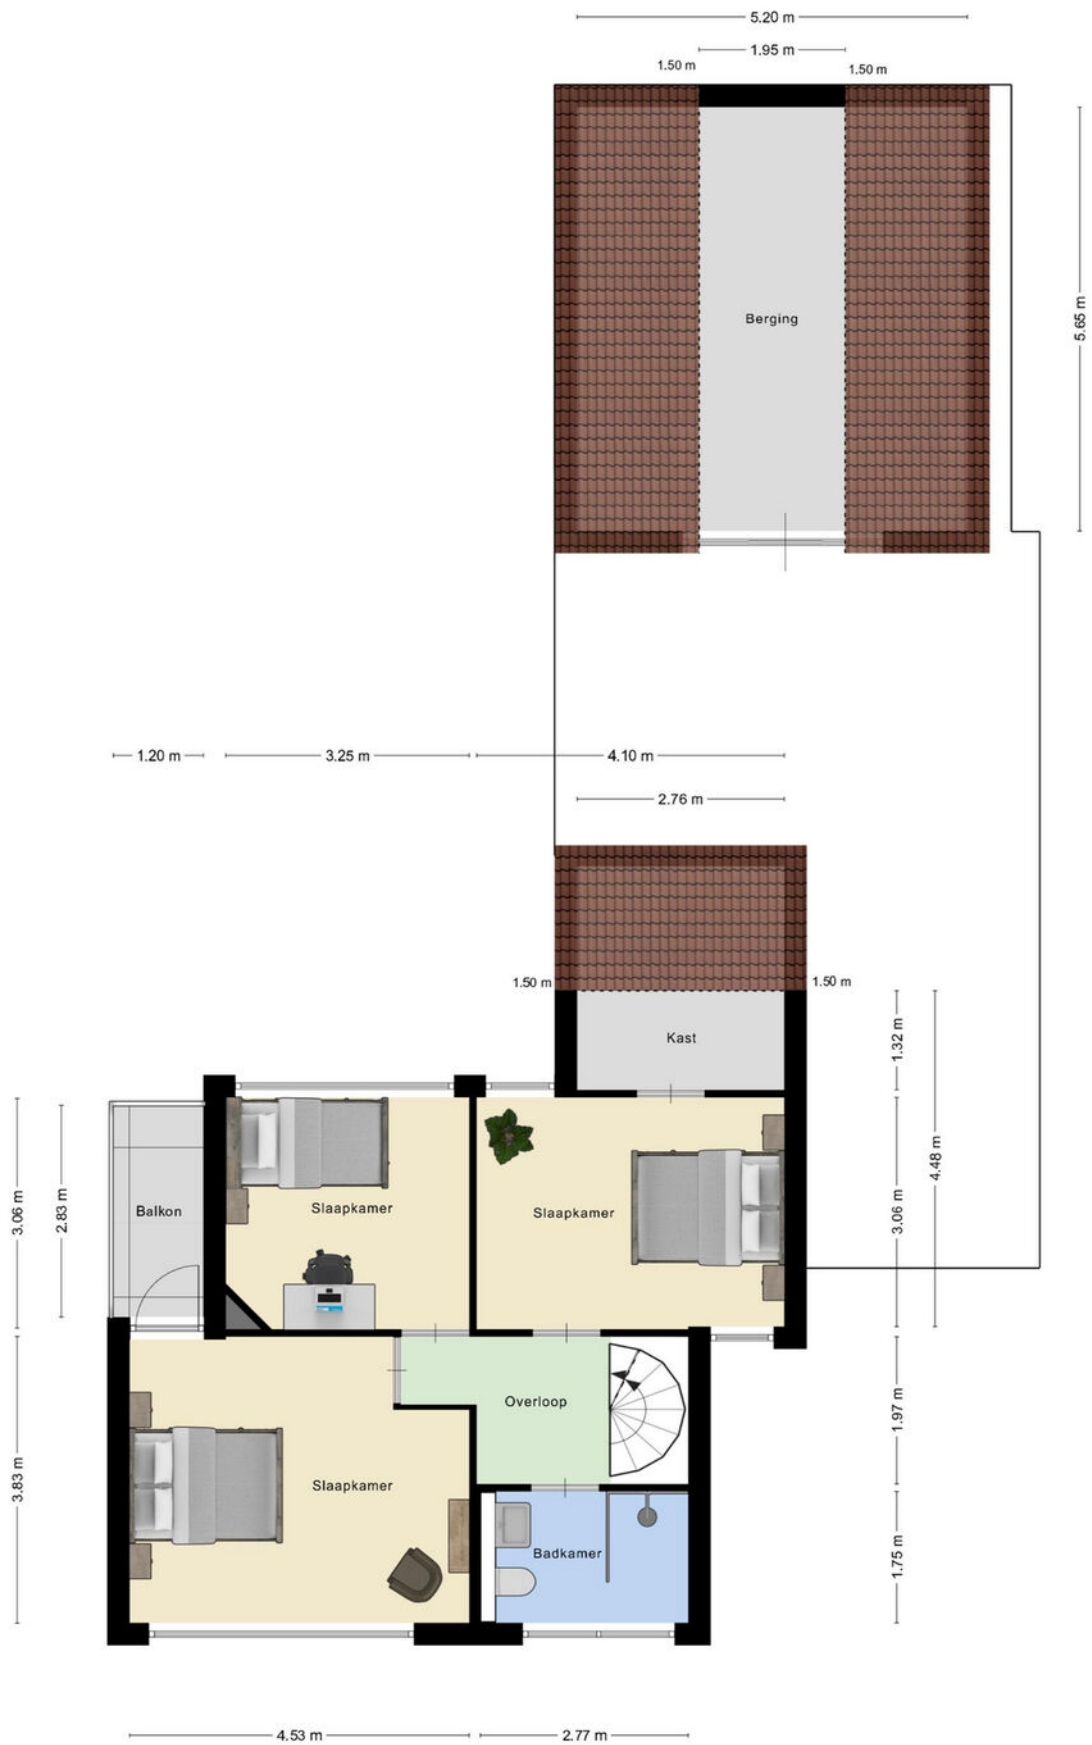 5.20 m
1.95 m
1.50 m
1.50 m
5.65 m
Berging
1.20 m
3.25 m
4.10 m
2.76 m
1.50 m
1.50 m
Kast
1.32 m
4.48 m
3.06 m
2.83 m
Balkon
Slaapkamer
Slaapkamer
3.06 m
Overloop
1.97 m
3.83 m
Slaapkamer
Badkamer
1.75 m
4.53 m
2.77 m